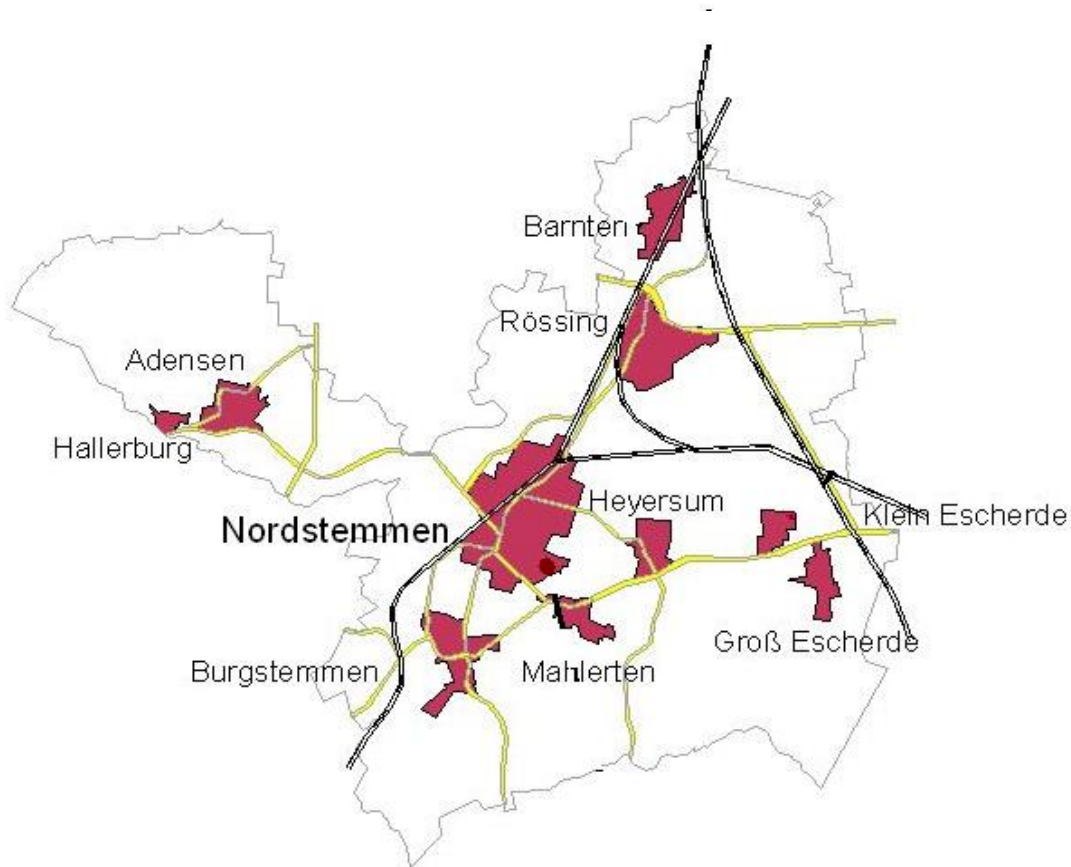 Barnten
Rössing
Adensen
Hallerburg
Heyersum
Klein Escherde
Nordstemmen
Groß Escherde
Burgstemmen
Mahlerten